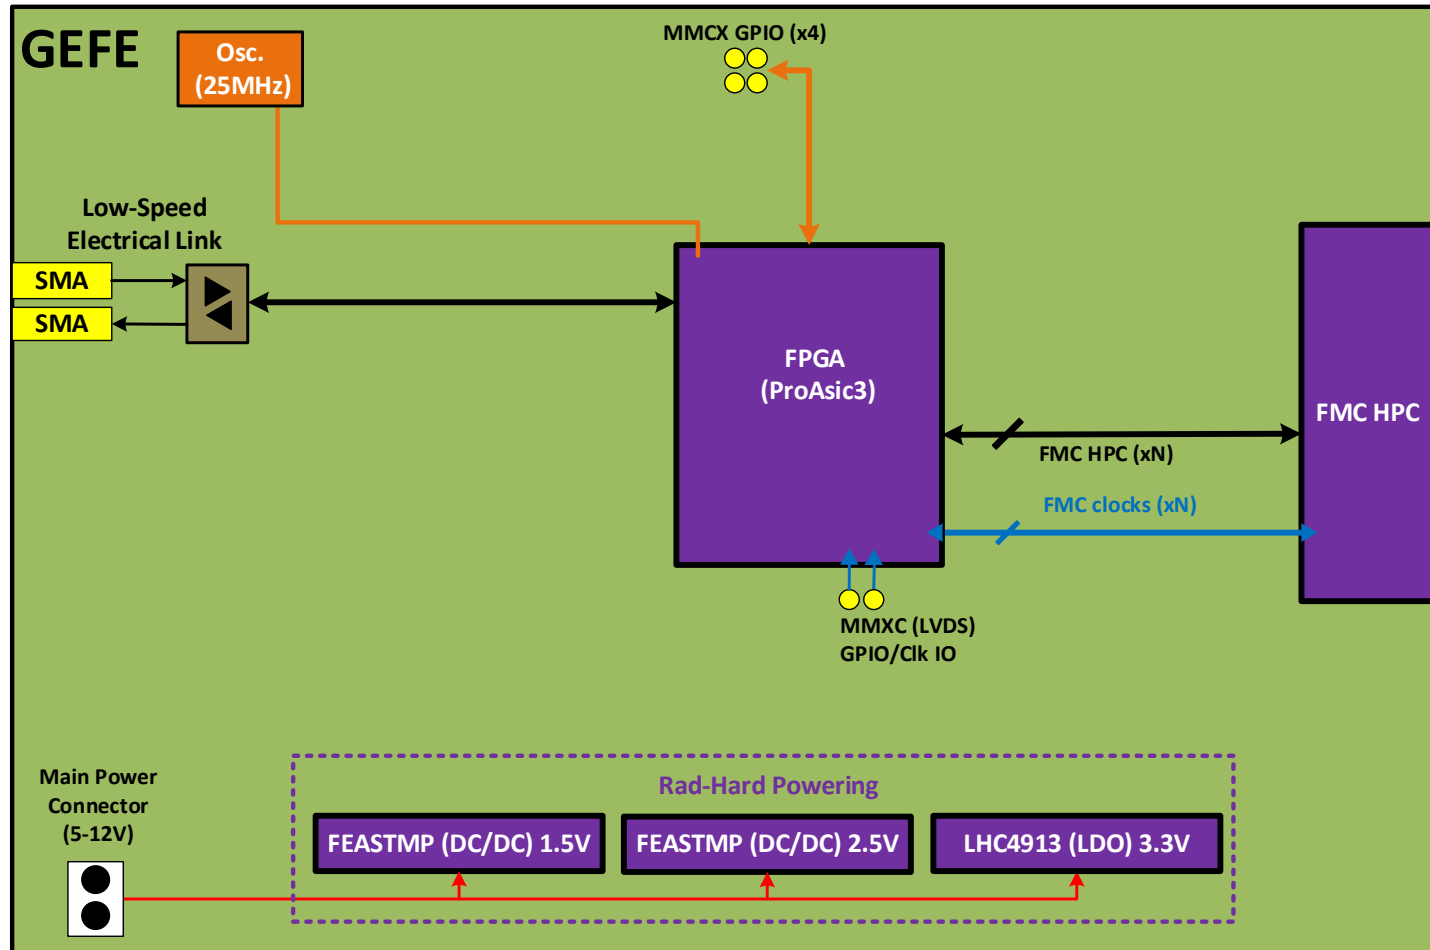 GEFE
Osc.
(25MHz)
MMCX GPIO (x4)
Low-Speed
Electrical Link
SMA
SMA
FPGA
(ProAsic3)
FMC HPC
FMC HPC (xN)
FMC clocks (xN)
MMXC (LVDS)
GPIO/Clk IO
Main Power
Connector
(5-12V)
Rad-Hard Powering
FEASTMP (DC/DC) 1.5V
FEASTMP (DC/DC) 2.5V
LHC4913 (LDO) 3.3V